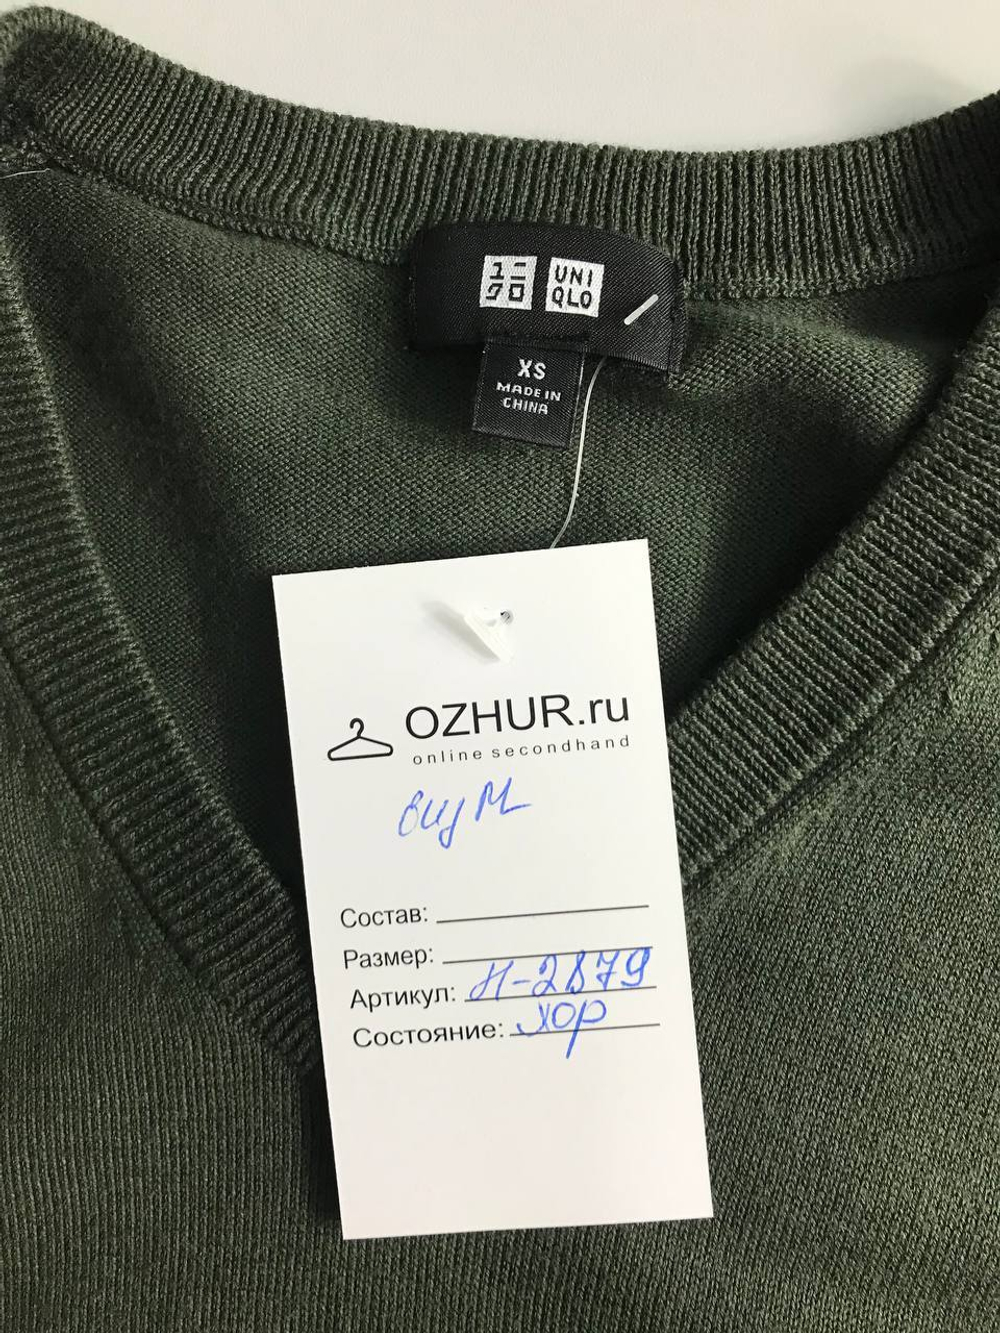 ユニ UNI
クロ QLO
XS
MADE IN
CHINA
OZHUR.ru
online secondhand
Состав:
Размер:
Артикул: Н-2879
Состояние: хор